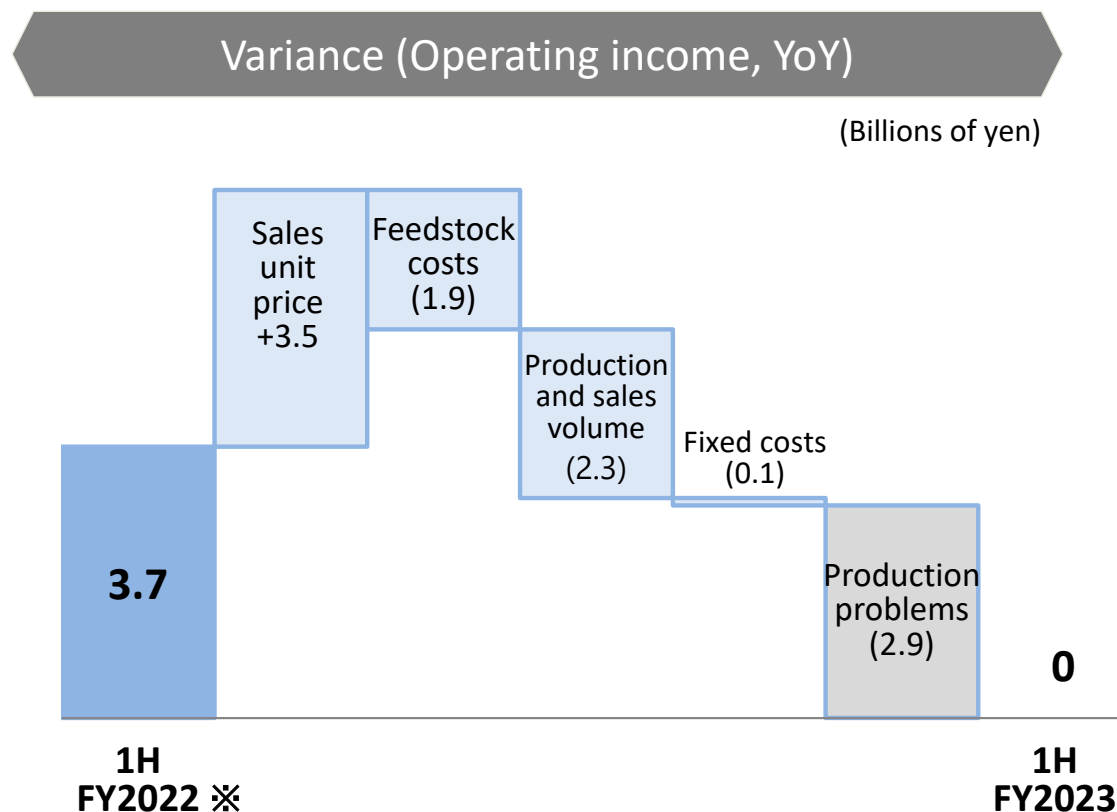 Variance (Operating income, YoY)
(Billions of yen)
Sales
unit
price
+3.5
Feedstock
costs
(1.9)
Production
and sales
volume
(2.3)
Fixed costs
(0.1)
Production
problems
(2.9)
3.7
0
1H
FY2022 ※
1H
FY2023